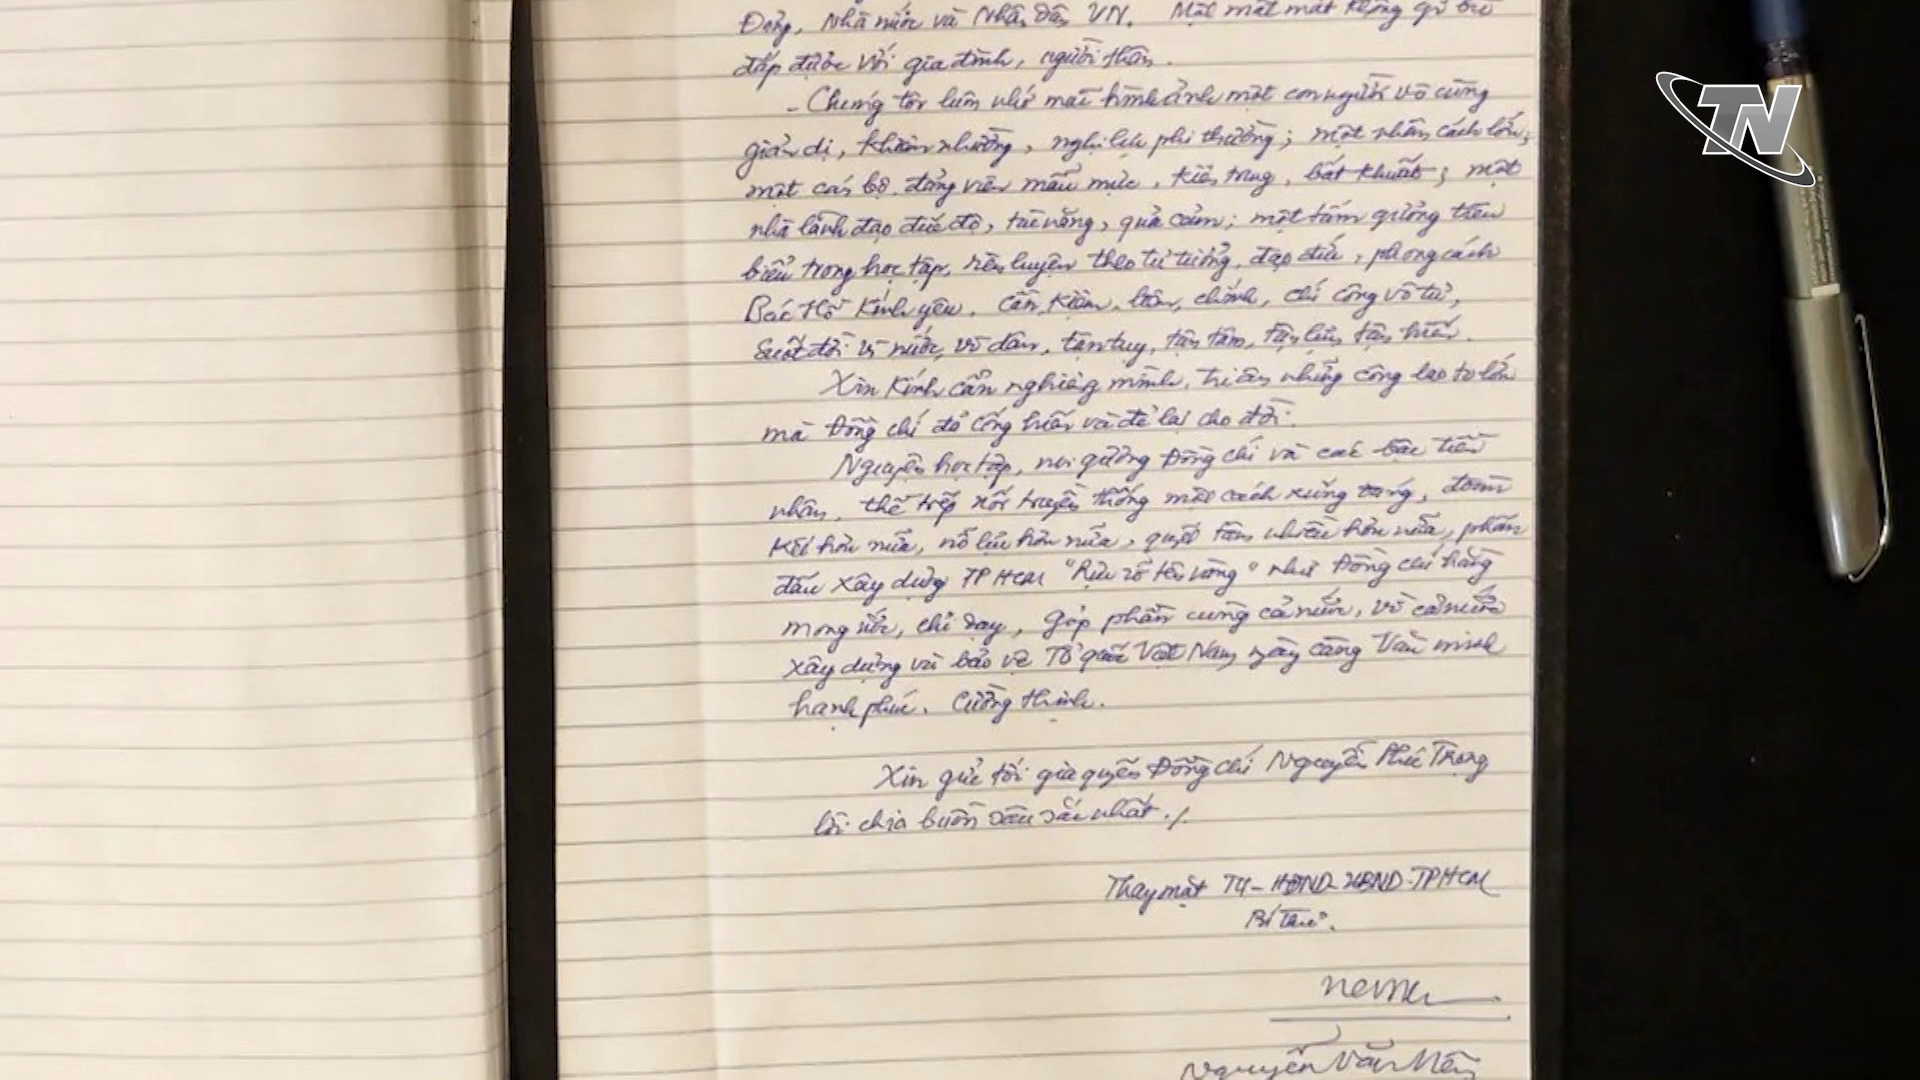 Đảng, Nhà nước và Nhân dân VN. Một mất mát không gì bù
đắp được với gia đình, người thân.
- Chúng tôi luôn nhớ mãi hình ảnh một con người vô cùng
giản dị, khiêm nhường, nghị lực phi thường; một nhân cách lớn;
một cán bộ, đảng viên mẫu mực, kiên trung, bất khuất; một
nhà lãnh đạo đức độ, tài năng, quả cảm; một tấm gương tiêu
biểu trong học tập, rèn luyện theo tư tưởng, đạo đức, phong cách
Bác Hồ kính yêu. Cần, kiệm, liêm, chính, chí công vô tư,
suốt đời vì nước, vì dân, tận tụy, tận tâm, tận lực, tận hiến.
Xin kính cẩn nghiêng mình, tri ân những công lao to lớn
mà Đồng chí đã cống hiến và để lại cho đời.
Nguyện học tập, noi gương Đồng chí và các bậc tiền
nhân, thề tiếp nối truyền thống một cách xứng đáng, đoàn
kết hơn nữa, nỗ lực hơn nữa, quyết tâm nhiều hơn nữa, phấn
đấu xây dựng TP HCM "Rực rỡ tên vàng" như Đồng chí hằng
mong ước, chỉ dạy, góp phần cùng cả nước, vì cả nước
xây dựng và bảo vệ Tổ quốc Việt Nam ngày càng Văn minh
hạnh phúc. Cường thịnh.
Xin gửi tới gia quyến Đồng chí Nguyễn Phú Trọng
lời chia buồn sâu sắc nhất ./.
Thay mặt TU - HĐND - UBND - TPHCM
Bí Thư.
Nguyễn Văn Nên
TN